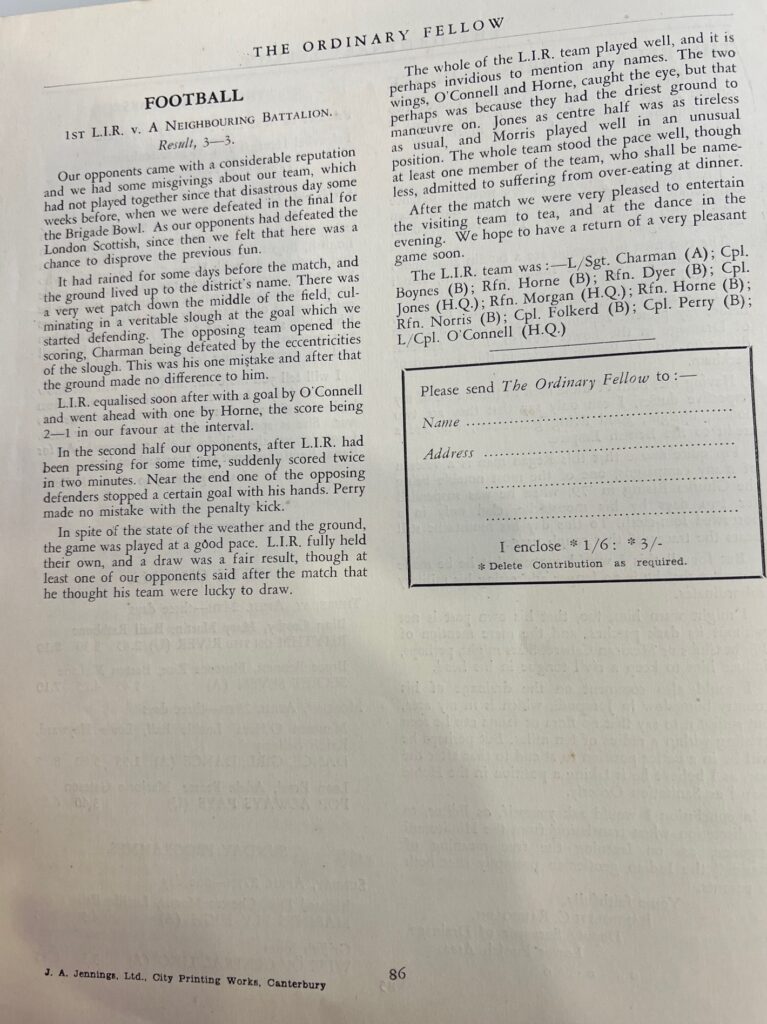 THE ORDINARY FELLOW
FOOTBALL
1ST L.I.R. v. A NEIGHBOURING BATTALION.
Result, 3—3.
Our opponents came with a considerable reputation
and we had some misgivings about our team, which
had not played together since that disastrous day some
weeks before, when we were defeated in the final for
the Brigade Bowl. As our opponents had defeated the
London Scottish, since then we felt that here was a
chance to disprove the previous fun.
It had rained for some days before the match, and
the ground lived up to the district's name. There was
a very wet patch down the middle of the field, cul-
minating in a veritable slough at the goal which we
started defending. The opposing team opened the
scoring, Charman being defeated by the eccentricities
of the slough. This was his one mistake and after that
the ground made no difference to him.
L.I.R. equalised soon after with a goal by O'Connell
and went ahead with one by Horne, the score being
2—1 in our favour at the interval.
In the second half our opponents, after L.I.R. had
been pressing for some time, suddenly scored twice
in two minutes. Near the end one of the opposing
defenders stopped a certain goal with his hands. Perry
made no mistake with the penalty kick.
In spite of the state of the weather and the ground,
the game was played at a good pace. L.I.R. fully held
their own, and a draw was a fair result, though at
least one of our opponents said after the match that
he thought his team were lucky to draw.
The whole of the L.I.R. team played well, and it is
perhaps invidious to mention any names. The two
wings, O'Connell and Horne, caught the eye, but that
perhaps was because they had the driest ground to
manœuvre on. Jones as centre half was as tireless
as usual, and Morris played well in an unusual
position. The whole team stood the pace well, though
at least one member of the team, who shall be name-
less, admitted to suffering from over-eating at dinner.
After the match we were very pleased to entertain
the visiting team to tea, and at the dance in the
evening. We hope to have a return of a very pleasant
game soon.
The L.I.R. team was :—L/Sgt. Charman (A); Cpl.
Boynes (B); Rfn. Horne (B); Rfn. Dyer (B); Cpl.
Jones (H.Q.); Rfn. Morgan (H.Q.); Rfn. Horne (B);
Rfn. Norris (B); Cpl. Folkerd (B); Cpl. Perry (B);
L/Cpl. O'Connell (H.Q.)
Please send The Ordinary Fellow to :—
Name
Address
I enclose * 1/6 : * 3/-
* Delete Contribution as required.
J. A. Jennings, Ltd., City Printing Works, Canterbury
86